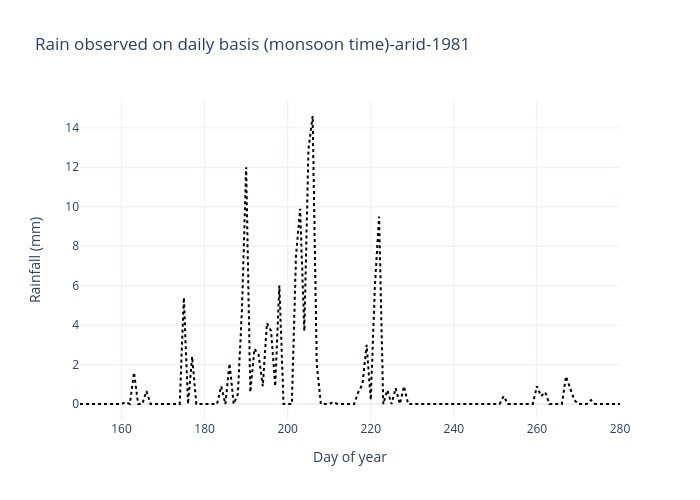 Rain observed on daily basis (monsoon time)-arid-1981
14
12
10
8
6
4
2
0
Rainfall (mm)
160 180 200 220 240 260 280
Day of year